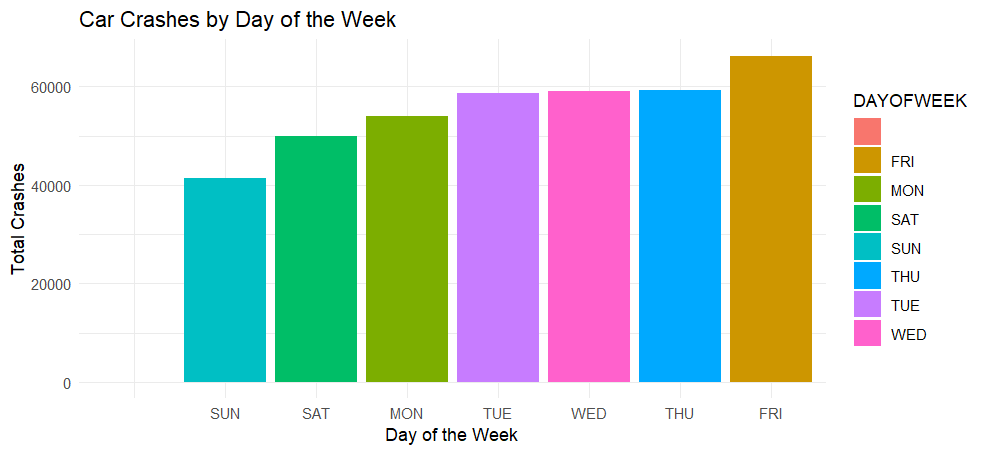 Car Crashes by Day of the Week
Total Crashes
60000
40000
20000
0
SUN SAT MON TUE WED THU FRI
Day of the Week
DAYOFWEEK
FRI
MON
SAT
SUN
THU
TUE
WED